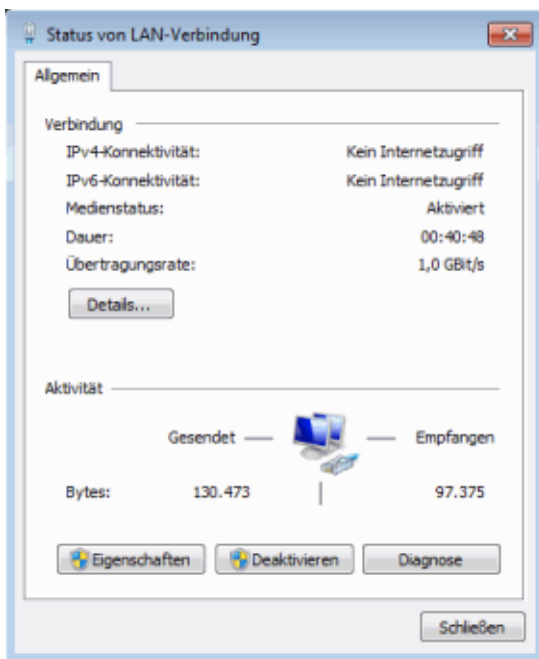 Status von LAN-Verbindung
Allgemein
Verbindung
IPv4-Konnektivität: Kein Internetzugriff
IPv6-Konnektivität: Kein Internetzugriff
Medienstatus: Aktiviert
Dauer: 00:40:48
Übertragungsrate: 1,0 GBit/s
Details...
Aktivität
Gesendet Empfangen
Bytes: 130.473 97.375
Eigenschaften Deaktivieren Diagnose
Schließen